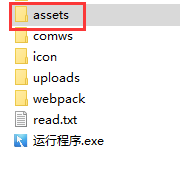 assets
comws
icon
uploads
webpack
read.txt
运行程序.exe